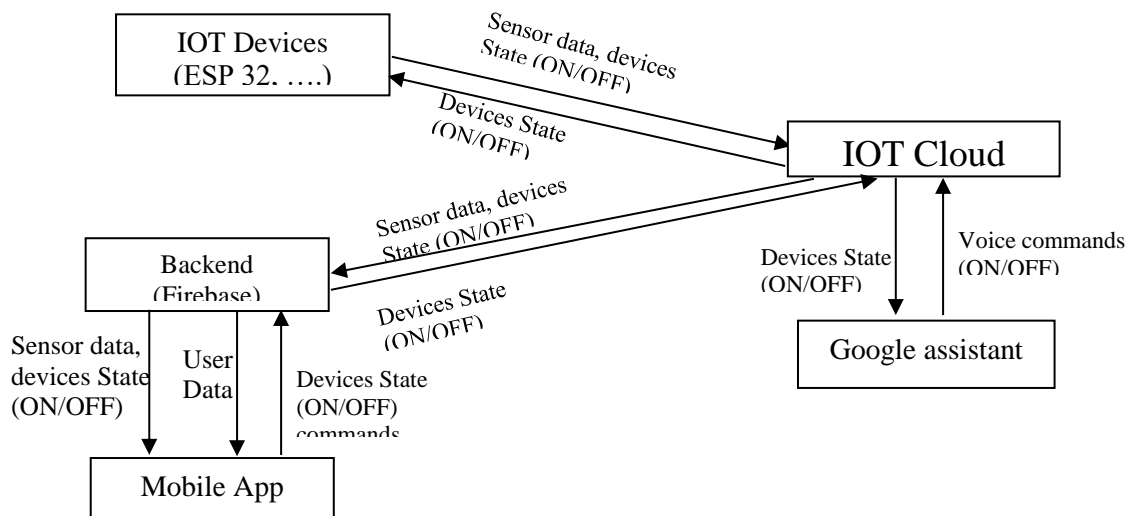 IOT Devices
(ESP 32, ….)
Sensor data, devices
State (ON/OFF)
Devices State
(ON/OFF)
IOT Cloud
Sensor data, devices
State (ON/OFF)
Devices State
(ON/OFF)
Backend
(Firebase)
Devices State
(ON/OFF)
Voice commands
(ON/OFF)
Google assistant
Sensor data,
devices State
(ON/OFF)
User
Data
Devices State
(ON/OFF)
commands
Mobile App